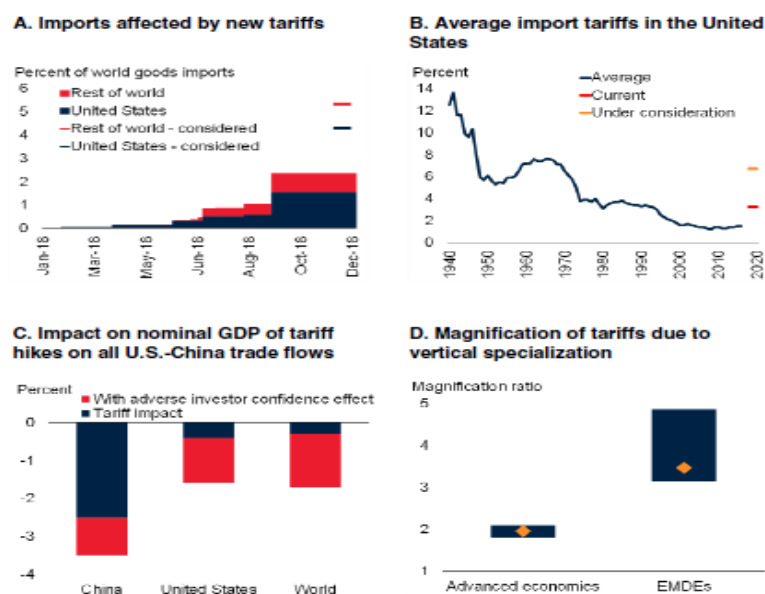 A. Imports affected by new tariffs
Percent of world goods imports
6
Rest of world
5
United States
4
Rest of world - considered
3
United States - considered
2
1
0
Jan-18
Mar-18
May-18
Jun-18
Aug-18
Oct-18
Dec-18
B. Average import tariffs in the United
States
Percent
14
Average
12
Current
10
Under consideration
8
6
4
2
0
1940
1950
1960
1970
1980
1990
2000
2010
2020
C. Impact on nominal GDP of tariff
hikes on all U.S.-China trade flows
Percent
With adverse investor confidence effect
Tariff impact
0
-1
-2
-3
-4
China
United States
World
D. Magnification of tariffs due to
vertical specialization
Magnification ratio
5
4
3
2
1
Advanced economies
EMDEs